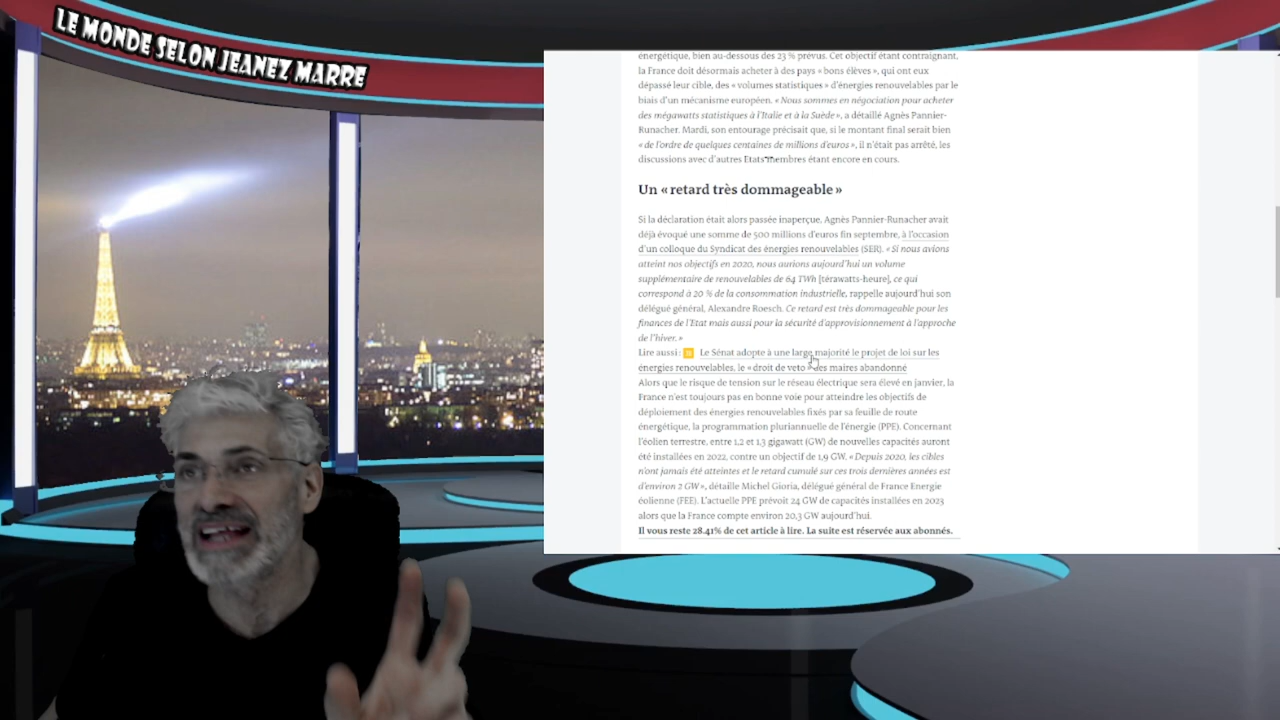 LE MONDE SELON JEANEZ MARRE
énergétique, bien au-dessous des 23 % prévus. Cet objectif étant contraignant,
la France doit désormais acheter à des pays « bons élèves », qui ont eux
dépassé leur cible, des « volumes statistiques » d'énergies renouvelables par le
biais d'un mécanisme européen. « Nous sommes en négociation pour acheter
des mégawatts statistiques à l'Italie et à la Suède », a détaillé Agnès Pannier-
Runacher. Mardi, son entourage précisait que, si le montant final serait bien
« de l'ordre de quelques centaines de millions d'euros », il n'était pas arrêté, les
discussions avec d'autres Etats membres étant encore en cours.
Un « retard très dommageable »
Si la déclaration était alors passée inaperçue, Agnès Pannier-Runacher avait
déjà évoqué une somme de 500 millions d'euros fin septembre, à l'occasion
d'un colloque du Syndicat des énergies renouvelables (SER). « Si nous avions
atteint nos objectifs en 2020, nous aurions aujourd'hui un volume
supplémentaire de renouvelables de 64 TWh [térawatts-heure], ce qui
correspond à 20 % de la consommation industrielle, rappelle aujourd'hui son
délégué général, Alexandre Roesch. Ce retard est très dommageable pour les
finances de l'Etat mais aussi pour la sécurité d'approvisionnement à l'approche
de l'hiver. »
Lire aussi : Le Sénat adopte à une large majorité le projet de loi sur les
énergies renouvelables, le « droit de veto » des maires abandonné
Alors que le risque de tension sur le réseau électrique sera élevé en janvier, la
France n'est toujours pas en bonne voie pour atteindre les objectifs de
déploiement des énergies renouvelables fixés par sa feuille de route
énergétique, la programmation pluriannuelle de l'énergie (PPE). Concernant
l'éolien terrestre, entre 1,2 et 1,3 gigawatt (GW) de nouvelles capacités auront
été installées en 2022, contre un objectif de 1,9 GW. « Depuis 2020, les cibles
n'ont jamais été atteintes et le retard cumulé sur ces trois dernières années est
d'environ 2 GW », détaille Michel Gioria, délégué général de France Energie
éolienne (FEE). L'actuelle PPE prévoit 24 GW de capacités installées en 2023
alors que la France compte environ 20,3 GW aujourd'hui.
Il vous reste 28.41% de cet article à lire. La suite est réservée aux abonnés.